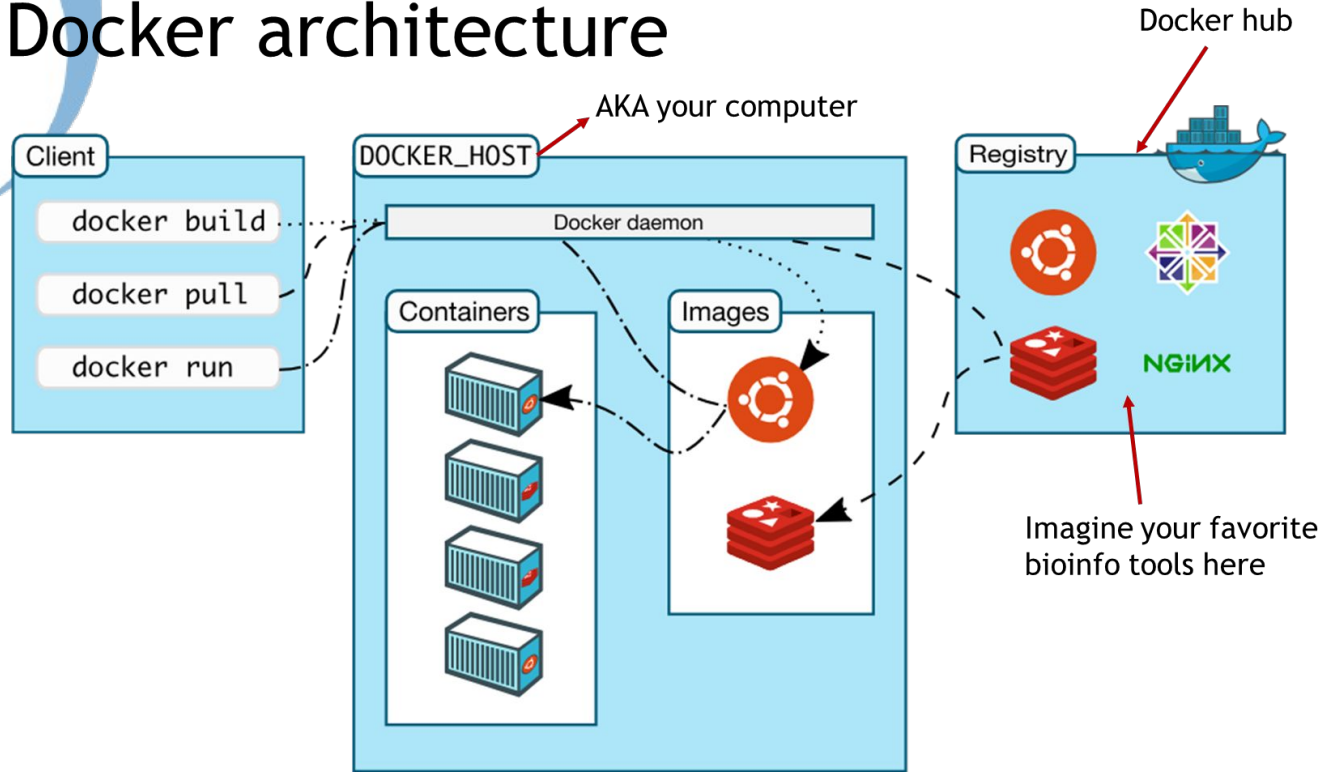 Docker architecture
Docker hub
AKA your computer
Client
DOCKER_HOST
Registry
docker build
Docker daemon
docker pull
Containers
Images
docker run
NGiNX
Imagine your favorite
bioinfo tools here